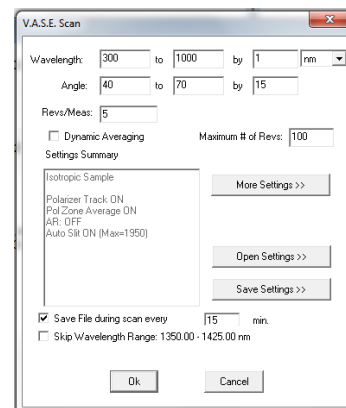 V.A.S.E. Scan
Wavelength: 300 to 1000 by 1 nm
Angle: 40 to 70 by 15
Revs/Meas: 5
Dynamic Averaging Maximum # of Revs: 100
Settings Summary
Isotropic Sample
More Settings >>
Polarizer Track ON
Pol Zone Average ON
AR: OFF
Auto Slit ON (Max=1950)
Open Settings >>
Save Settings >>
Save File during scan every 15 min.
Skip Wavelength Range: 1350.00 - 1425.00 nm
Ok Cancel